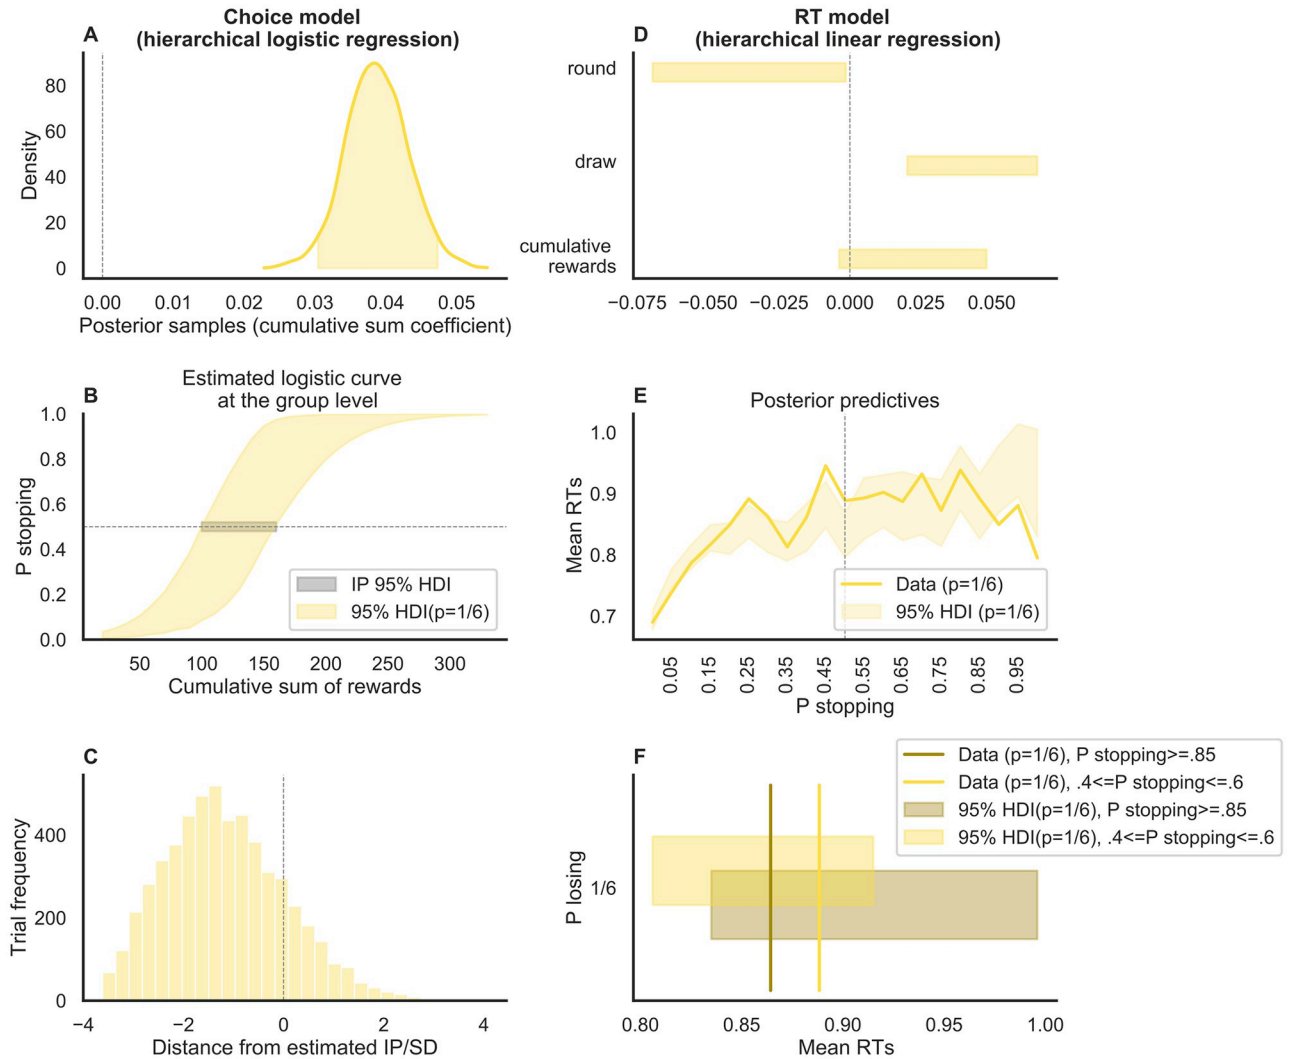 Choice model
(hierarchical logistic regression)
A
Density
80
60
40
20
0
0.00 0.01 0.02 0.03 0.04 0.05
Posterior samples (cumulative sum coefficient)
RT model
(hierarchical linear regression)
D
round
draw
cumulative
rewards
−0.075 −0.050 −0.025 0.000 0.025 0.050
Estimated logistic curve
at the group level
B
P stopping
1.0
0.8
0.6
0.4
0.2
0.0
IP 95% HDI
95% HDI(p=1/6)
50 100 150 200 250 300
Cumulative sum of rewards
E
Posterior predictives
Mean RTs
1.0
0.9
0.8
0.7
Data (p=1/6)
95% HDI (p=1/6)
0.05 0.15 0.25 0.35 0.45 0.55 0.65 0.75 0.85 0.95
P stopping
C
Trial frequency
400
200
0
−4 −2 0 2 4
Distance from estimated IP/SD
F
Data (p=1/6), P stopping>=.85
Data (p=1/6), .4<=P stopping<=.6
95% HDI(p=1/6), P stopping>=.85
95% HDI(p=1/6), .4<=P stopping<=.6
P losing
1/6
0.80 0.85 0.90 0.95 1.00
Mean RTs